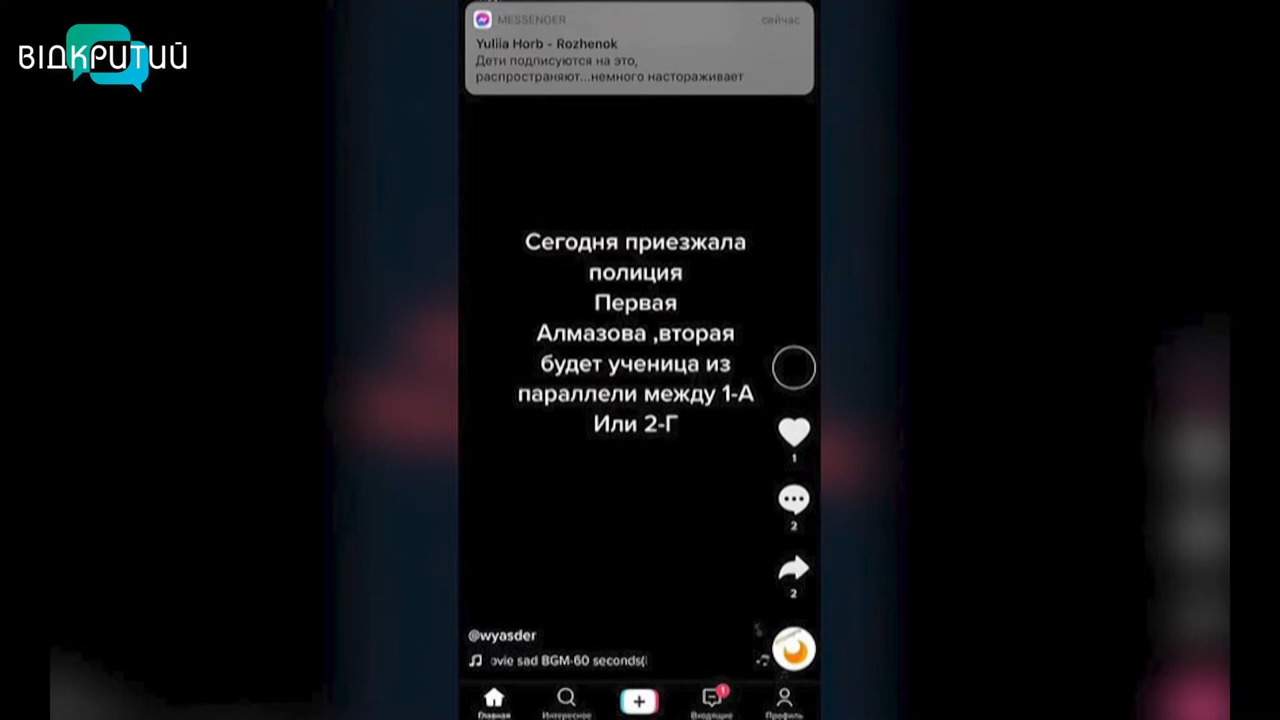 ВІДКРИТИЙ
MESSENGER
сейчас
Yuliia Horb - Rozhenok
Дети подписуются на это,
распространяют...немного настораживает
Сегодня приезжала
полиция
Первая
Алмазова ,вторая
будет ученица из
параллели между 1-А
Или 2-Г
1
2
2
@wyasder
ovie sad BGM-60 seconds(
1
Главная
Интересное
Входящие
Профиль